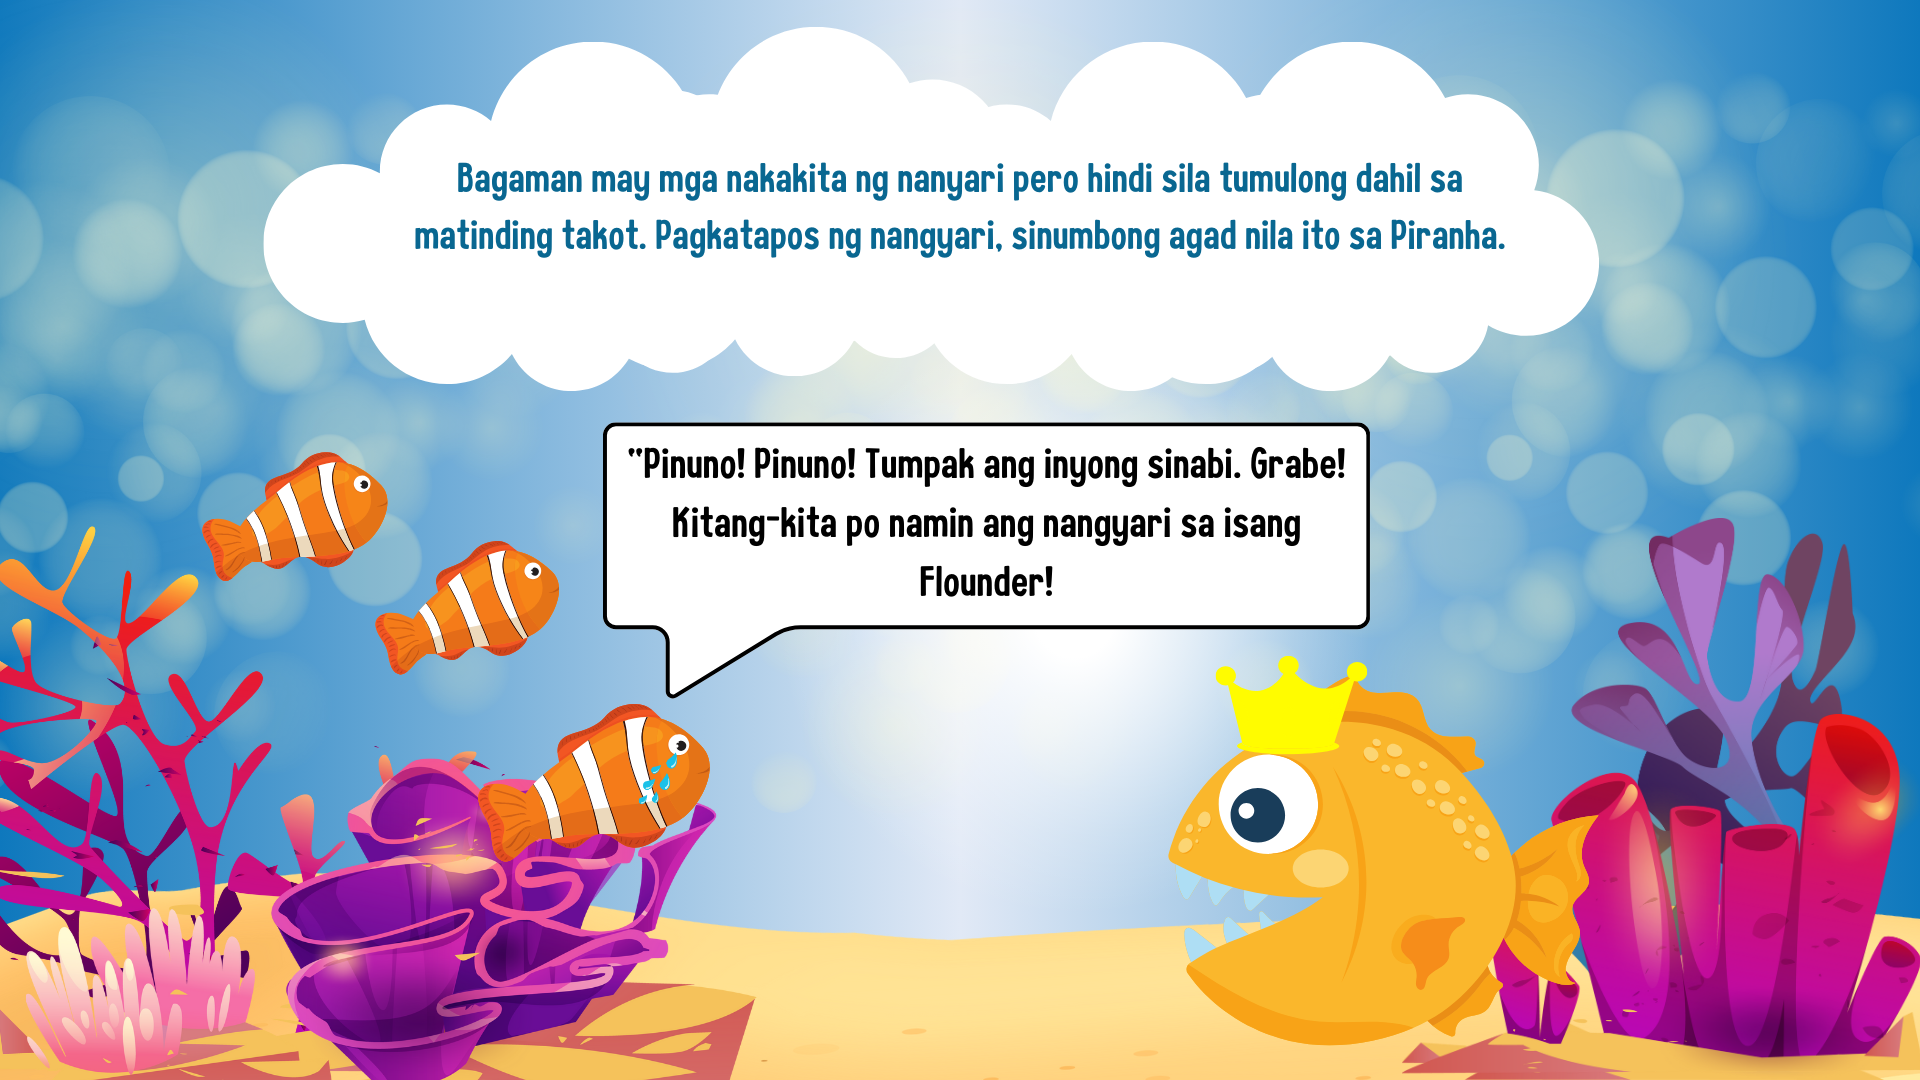 Bagaman may mga nakakita ng nanyari pero hindi sila tumulong dahil sa
matinding takot. Pagkatapos ng nangyari, sinumbong agad nila ito sa Piranha.
"Pinuno! Pinuno! Tumpak ang inyong sinabi. Grabe!
Kitang-kita po namin ang nangyari sa isang
Flounder!